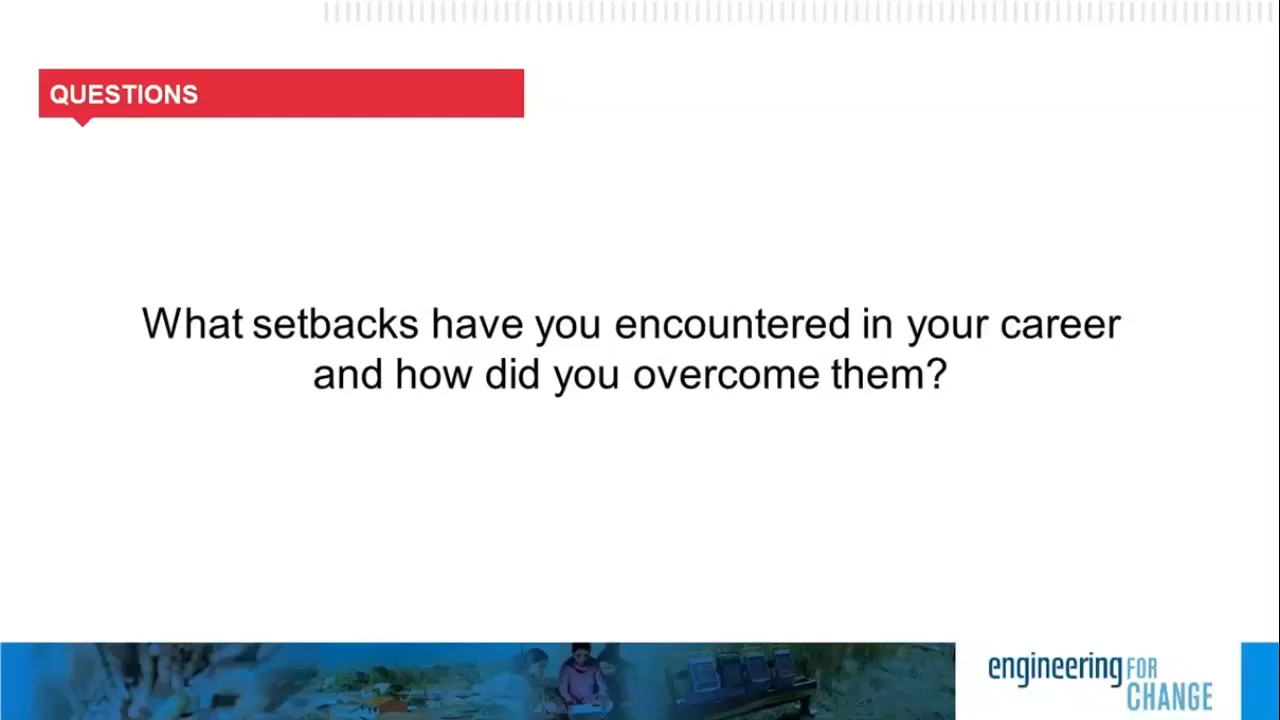 QUESTIONS
What setbacks have you encountered in your career
and how did you overcome them?
engineering FOR
CHANGE